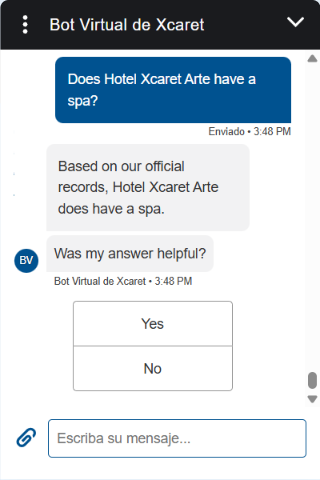 Bot Virtual de Xcaret
Does Hotel Xcaret Arte have a
spa?
Enviado • 3:48 PM
Based on our official
records, Hotel Xcaret Arte
does have a spa.
BV
Was my answer helpful?
Bot Virtual de Xcaret • 3:48 PM
Yes
No
Escriba su mensaje...